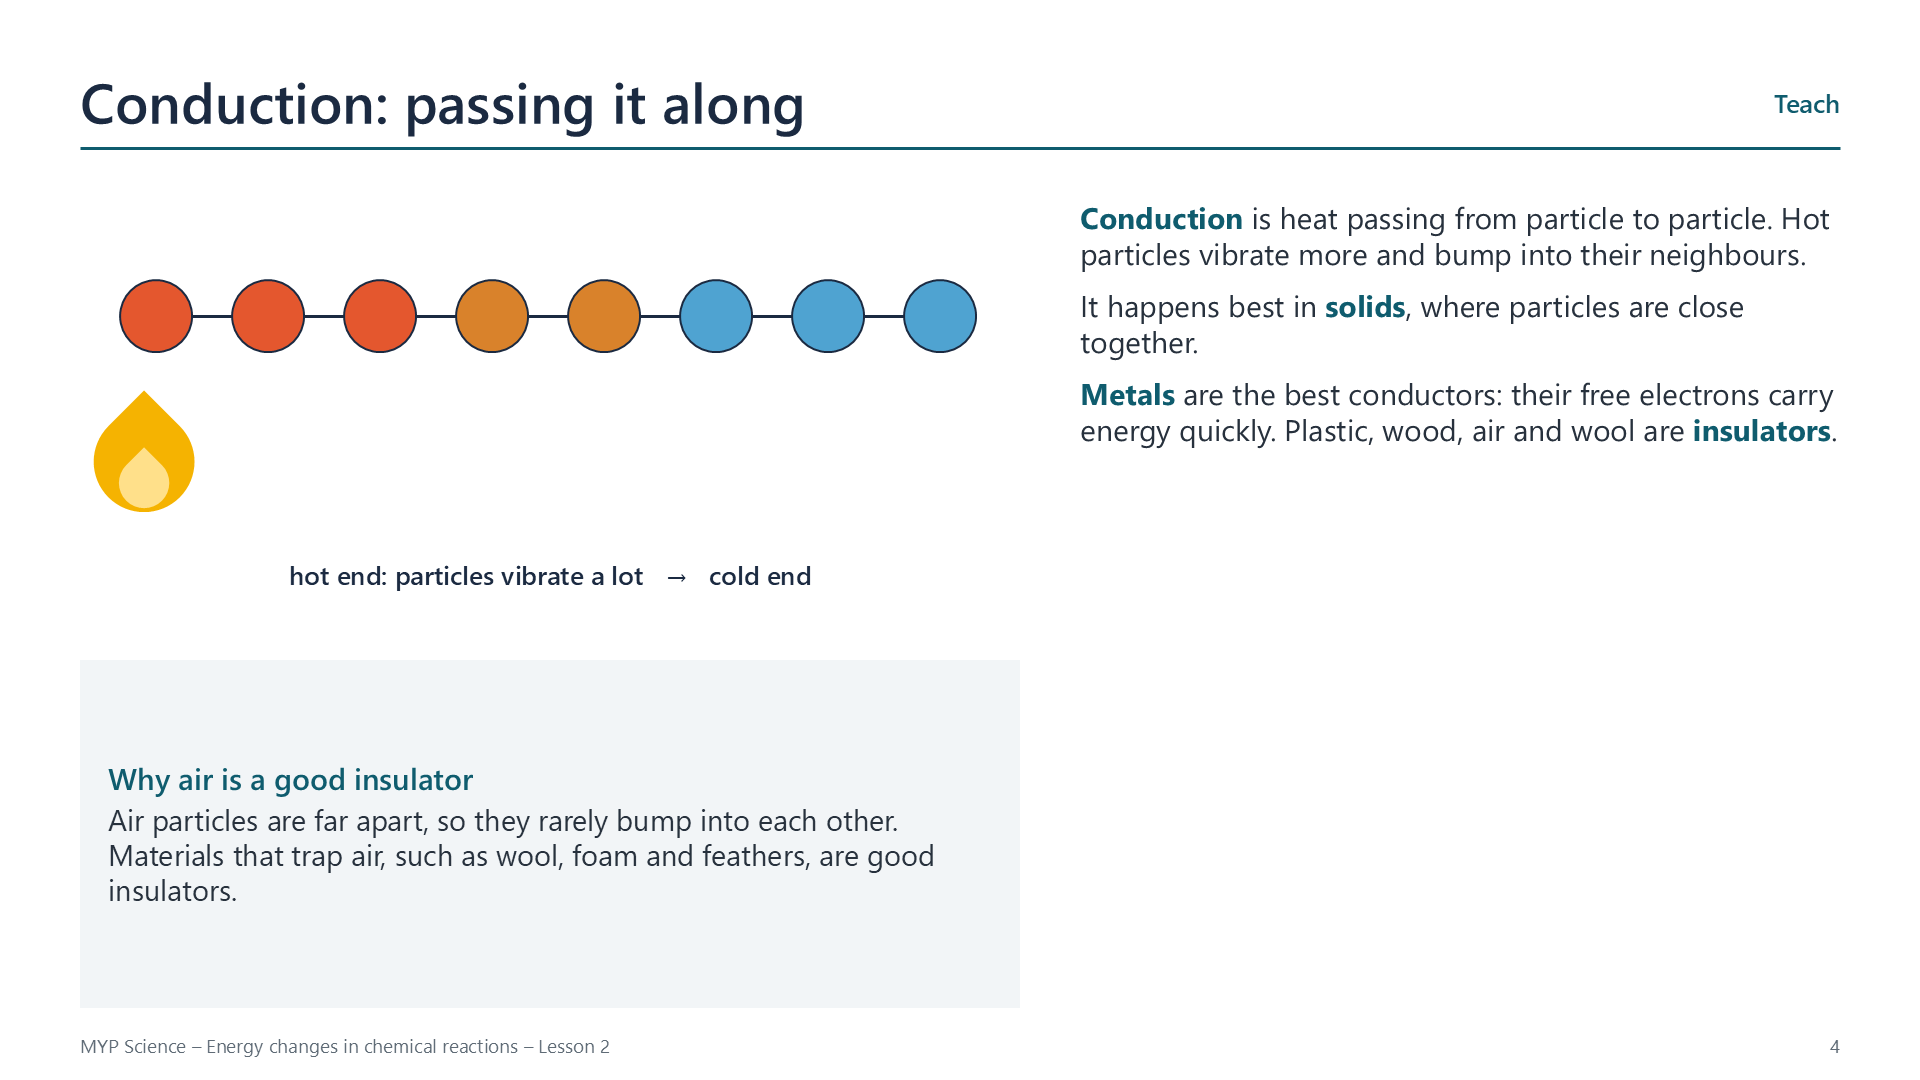 Conduction: passing it along
Teach
Conduction is heat passing from particle to particle. Hot
particles vibrate more and bump into their neighbours.
It happens best in solids, where particles are close
together.
Metals are the best conductors: their free electrons carry
energy quickly. Plastic, wood, air and wool are insulators.
hot end: particles vibrate a lot → cold end
Why air is a good insulator
Air particles are far apart, so they rarely bump into each other.
Materials that trap air, such as wool, foam and feathers, are good
insulators.
MYP Science – Energy changes in chemical reactions – Lesson 2
4